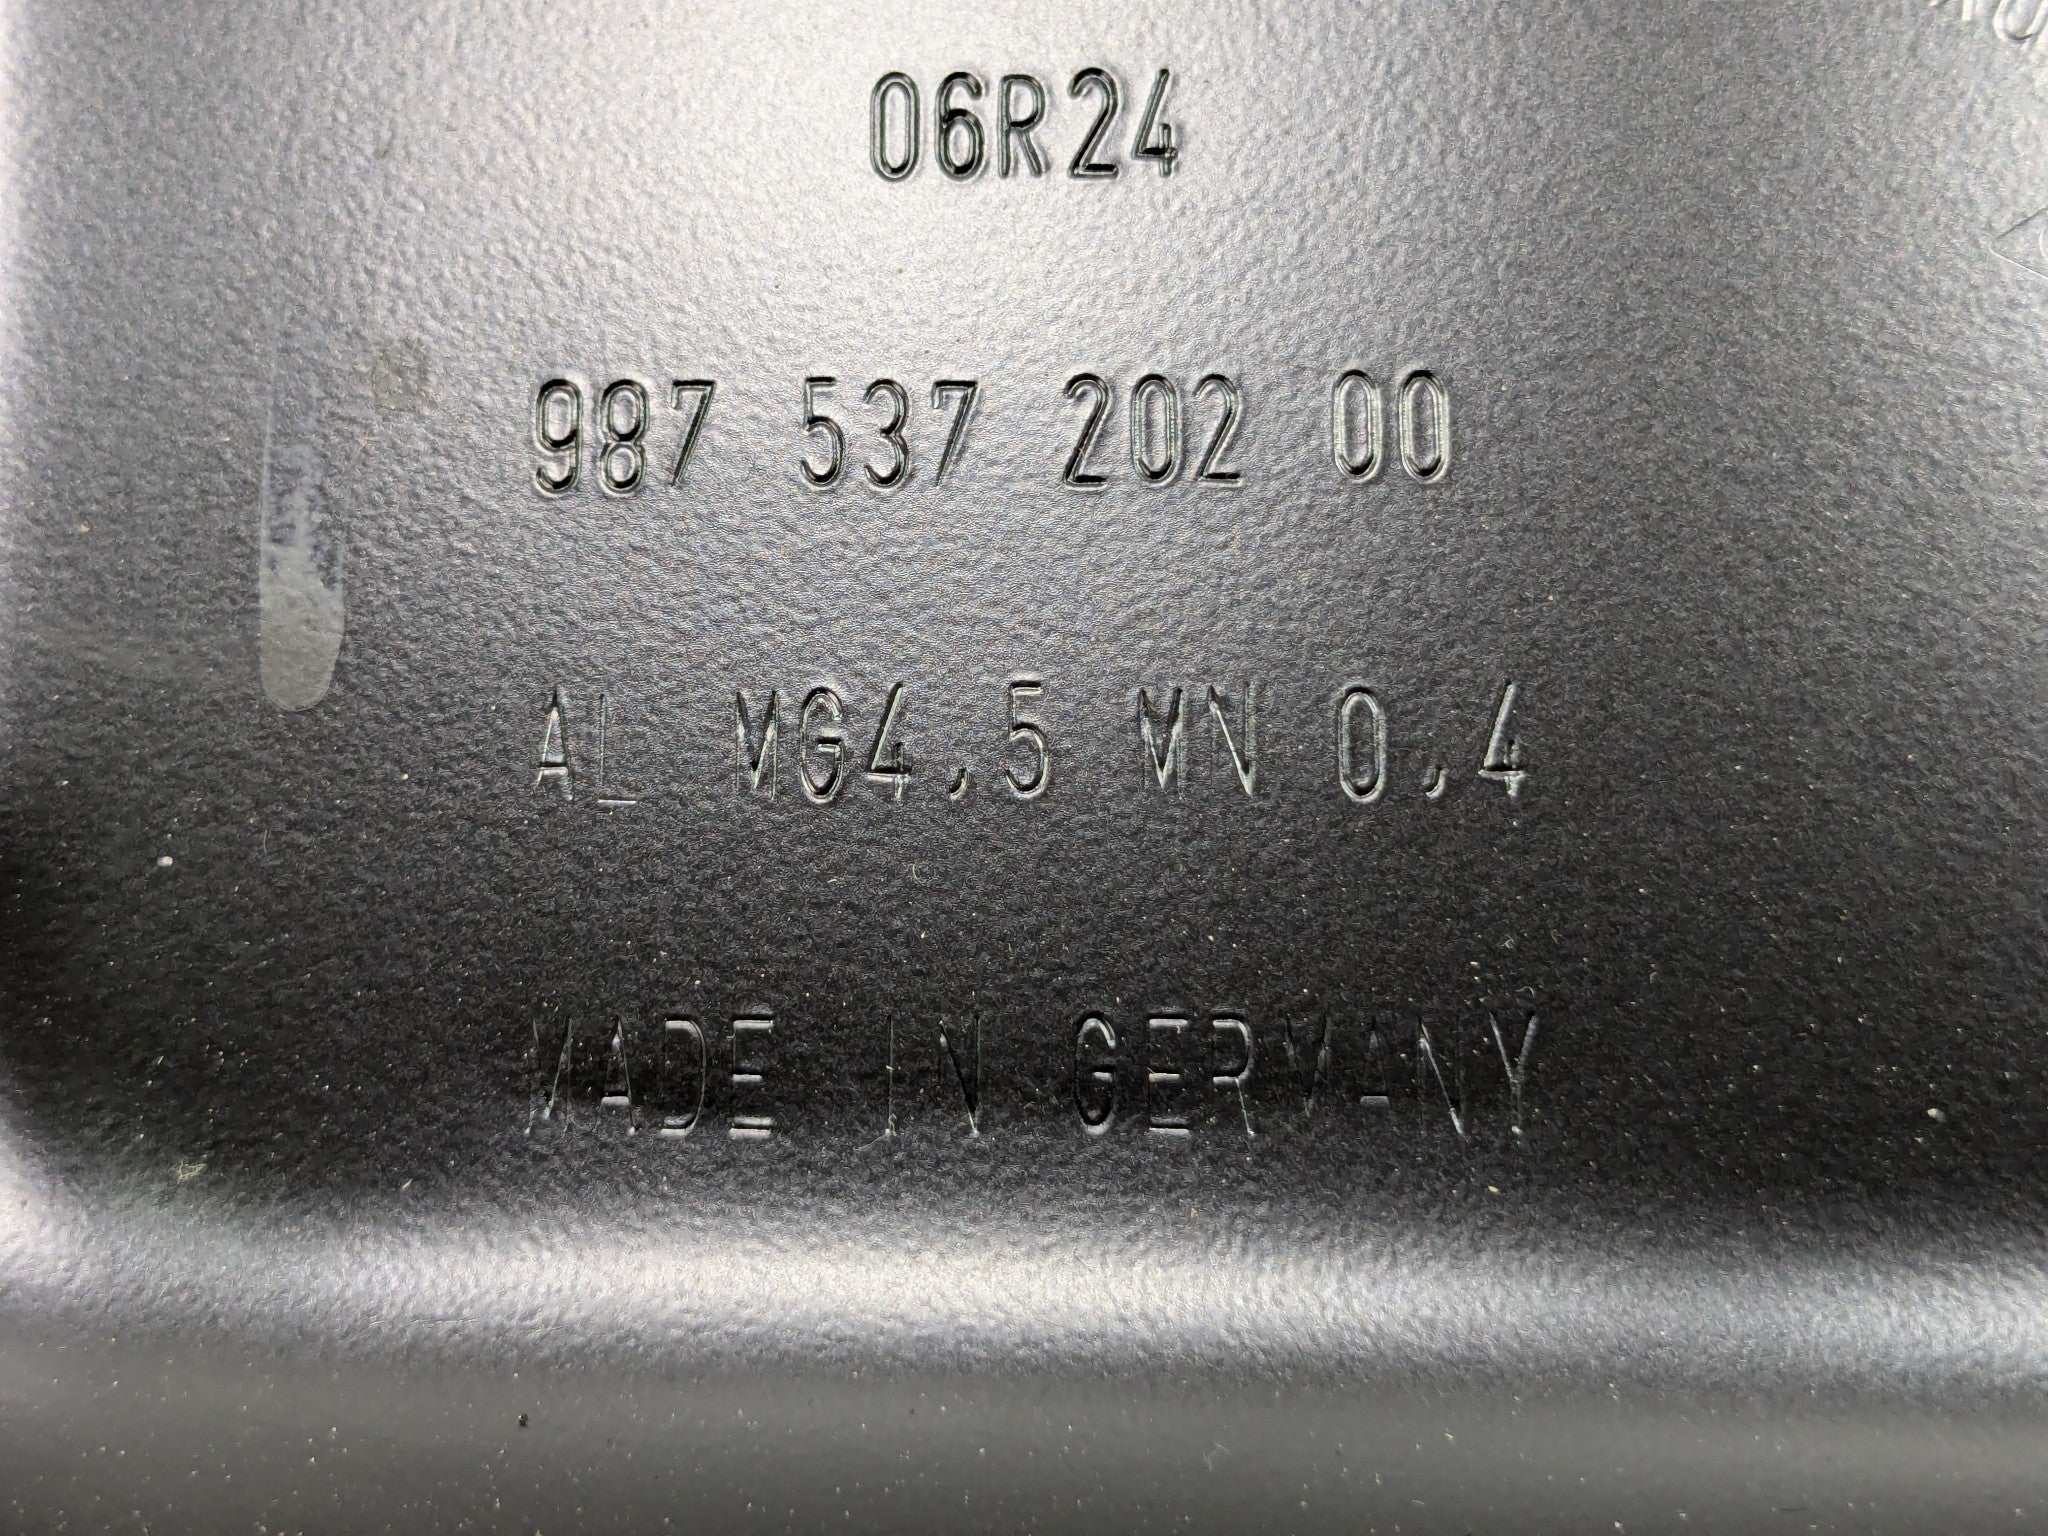 06R24
987 537 202 00
AL MG4,5 MN 0,4
MADE IN GERMANY